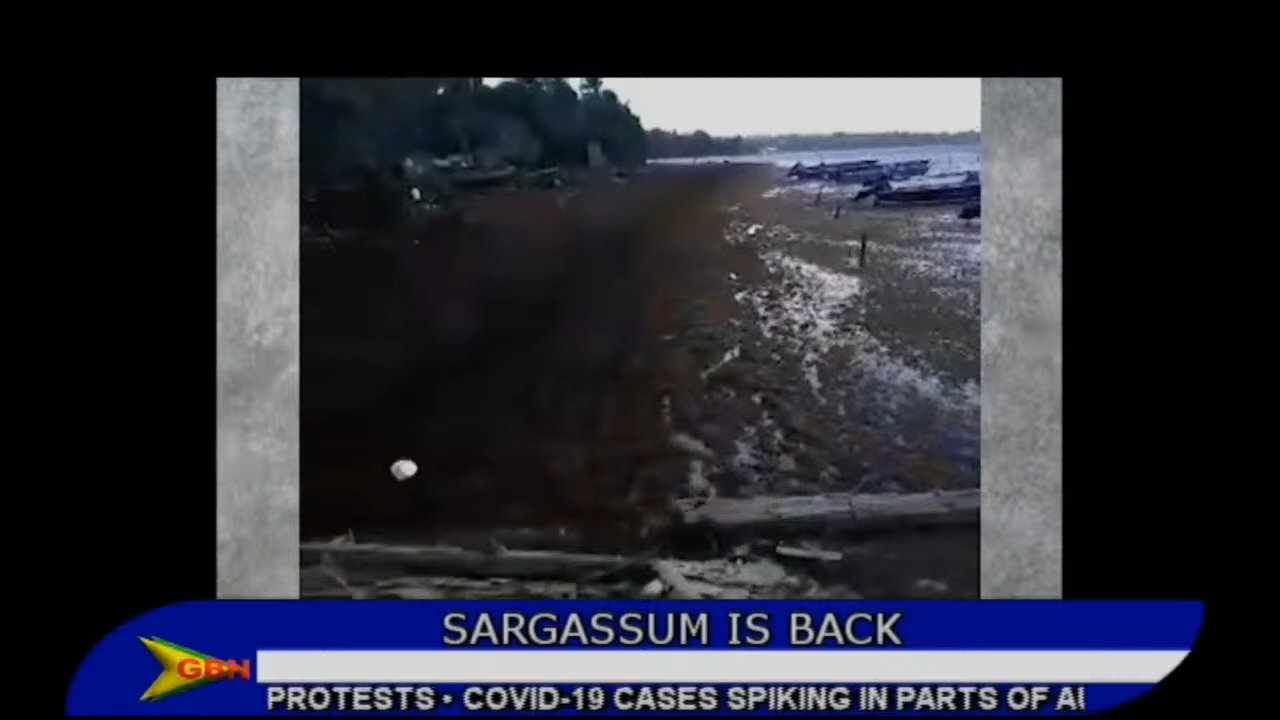 SARGASSUM IS BACK
GBN
PROTESTS • COVID-19 CASES SPIKING IN PARTS OF